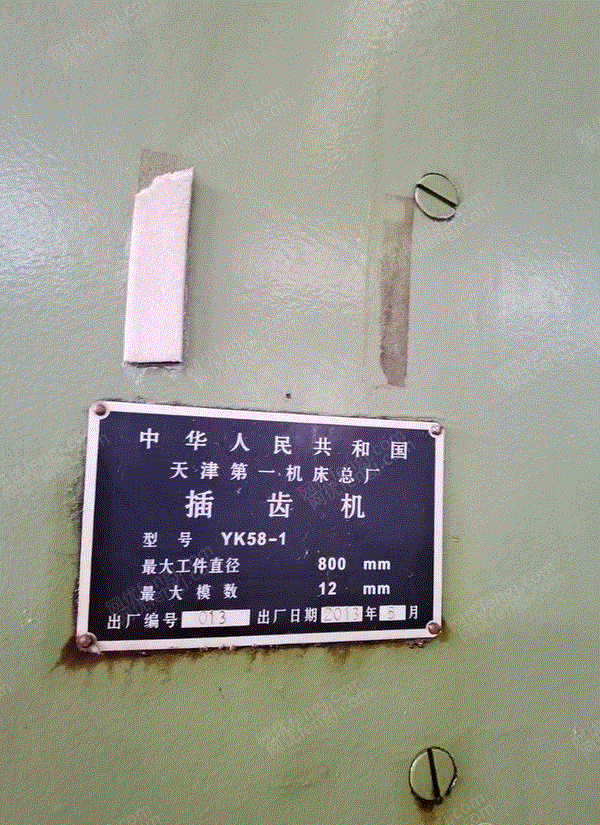 中华人民共和国
天津第一机床总厂
插齿机
型号 YK58-1
最大工件直径 800 mm
最大模数 12 mm
出厂编号 013 出厂日期 2013 年 5 月